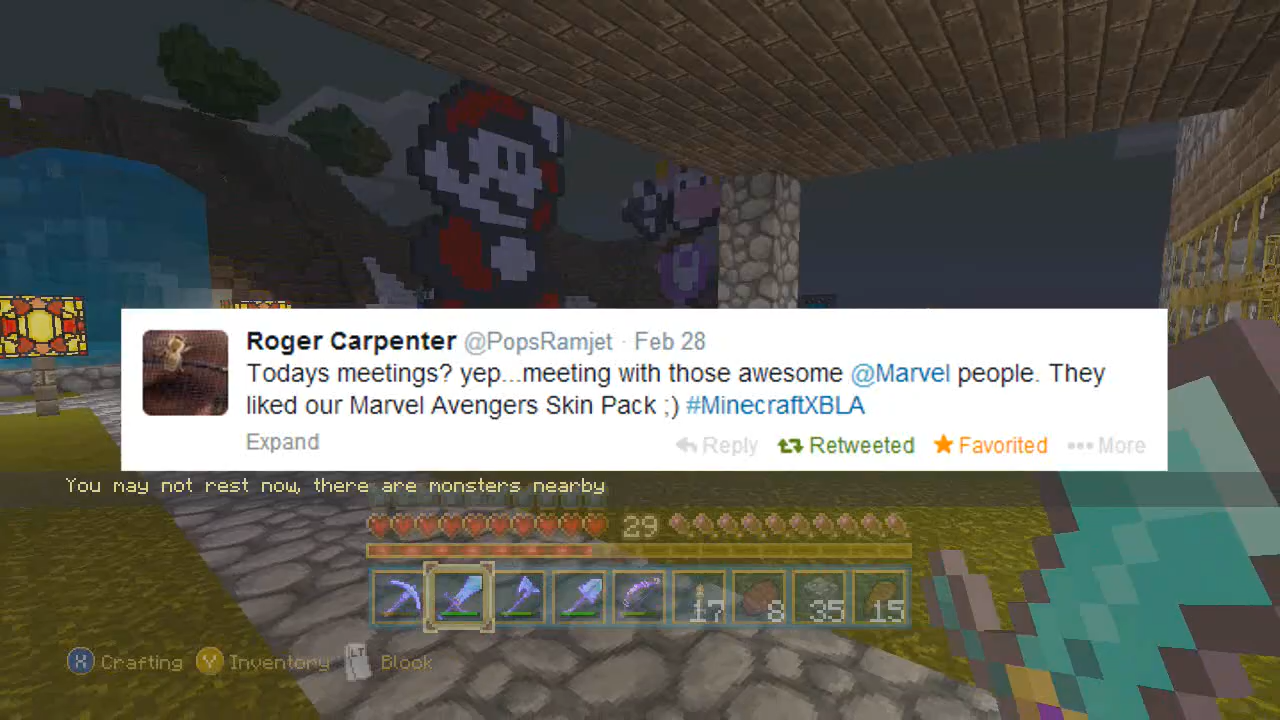 Roger Carpenter @PopsRamjet · Feb 28
Todays meetings? yep...meeting with those awesome @Marvel people. They
liked our Marvel Avengers Skin Pack ;) #MinecraftXBLA
Expand Reply Retweeted Favorited More
You may not rest now, there are monsters nearby
29
17 8 35 15
X Crafting Y Inventory LT Block